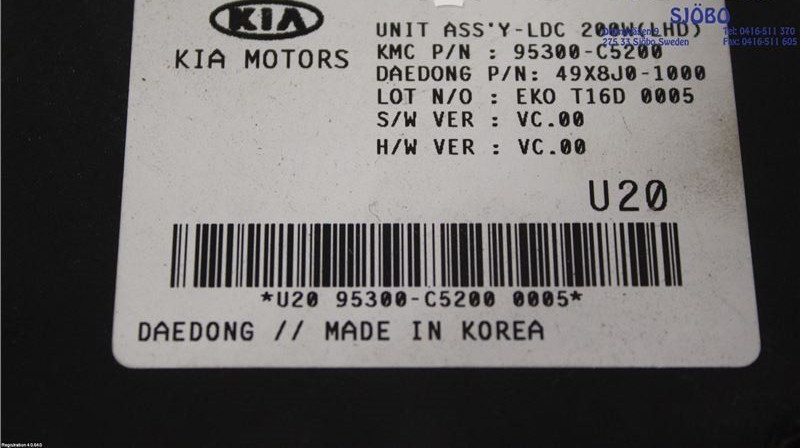 KIA
KIA MOTORS
UNIT ASS'Y-LDC 200W(LHD)
KMC P/N : 95300-C5200
DAEDONG P/N: 49X8J0-1000
LOT N/O : EKO T16D 0005
S/W VER : VC.00
H/W VER : VC.00
U20
*U20 95300-C5200 0005*
DAEDONG // MADE IN KOREA
SJÖBO
275 33 Sjöbo Sweden
Tel: 0416-511 370
Fax: 0416-511 605